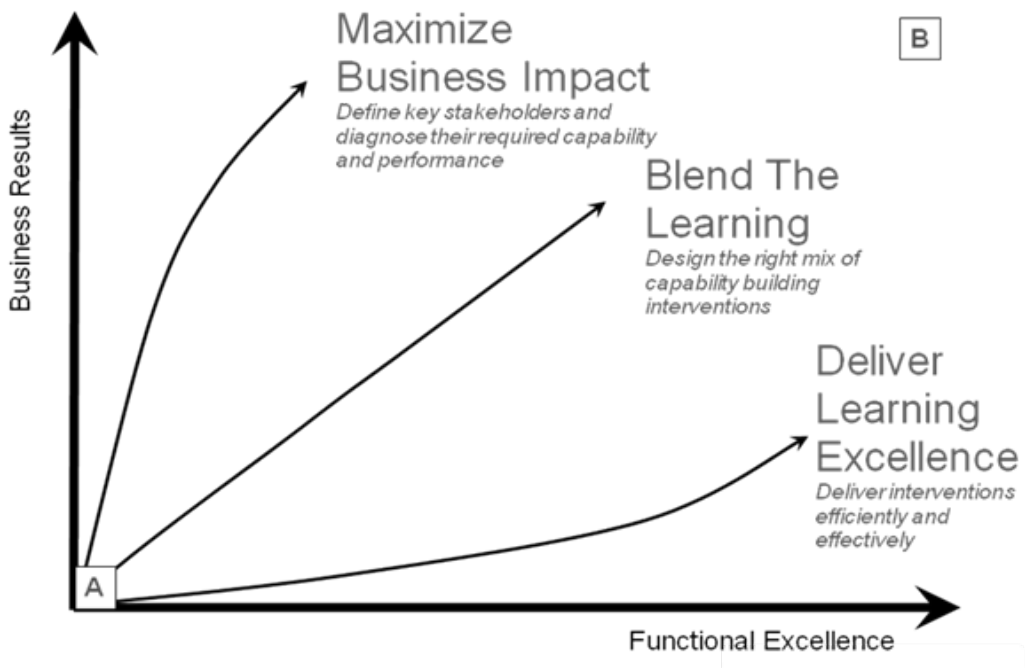 Maximize
Business Impact
Define key stakeholders and
diagnose their required capability
and performance
B
Blend The
Learning
Design the right mix of
capability building
interventions
Deliver
Learning
Excellence
Deliver interventions
efficiently and
effectively
Business Results
A
Functional Excellence